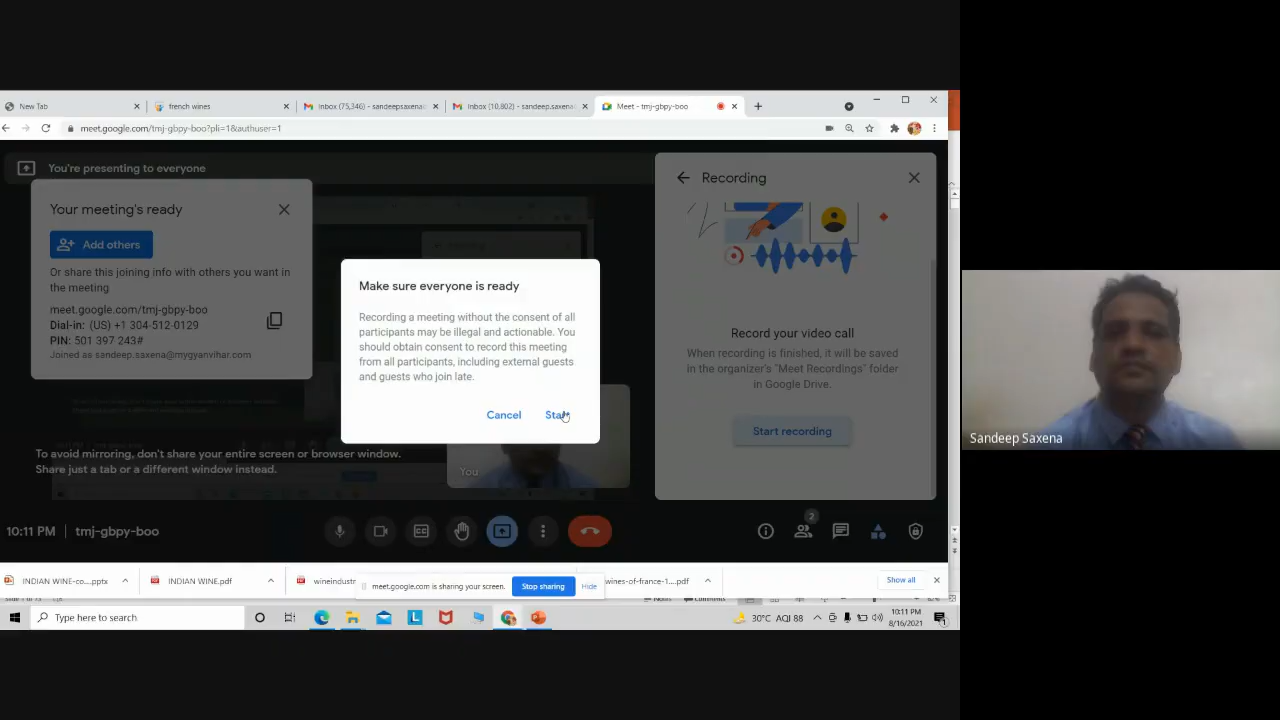 New Tab
french wines
Inbox (75,346) - sandeepsaxena
Inbox (10,802) - sandeep.saxena
Meet - tmj-gbpy-boo
meet.google.com/tmj-gbpy-boo?pli=1&authuser=1
You're presenting to everyone
Your meeting's ready
Add others
Or share this joining info with others you want in
the meeting
meet.google.com/tmj-gbpy-boo
Dial-in: (US) +1 304-512-0129
PIN: 501 397 243#
Joined as sandeep.saxena@mygyanvihar.com
Make sure everyone is ready
Recording a meeting without the consent of all
participants may be illegal and actionable. You
should obtain consent to record this meeting
from all participants, including external guests
and guests who join late.
Cancel
Start
Recording
Record your video call
When recording is finished, it will be saved
in the organizer's "Meet Recordings" folder
in Google Drive.
Start recording
To avoid mirroring, don't share your entire screen or browser window.
Share just a tab or a different window instead.
You
Sandeep Saxena
10:11 PM | tmj-gbpy-boo
2
INDIAN WINE-co....pptx
INDIAN WINE.pdf
wineindustr
meet.google.com is sharing your screen.
Stop sharing
Hide
wines-of-france-1....pdf
Show all
Type here to search
30°C AQI 88
10:11 PM
8/16/2021